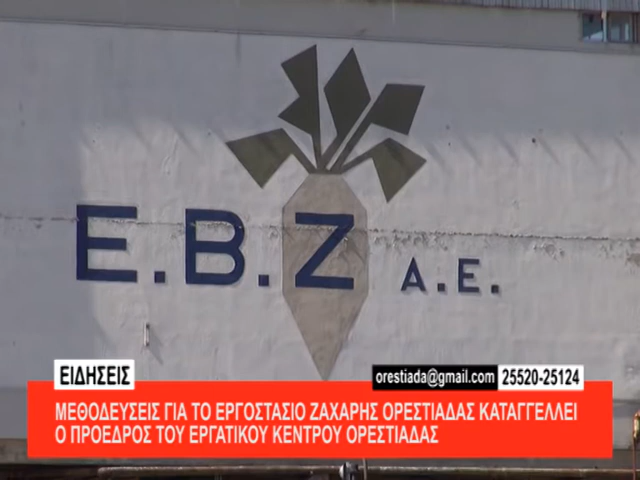 Ε.Β.Ζ Α.Ε.
ΕΙΔΗΣΕΙΣ
orestiada@gmail.com 25520-25124
ΜΕΘΟΔΕΥΣΕΙΣ ΓΙΑ ΤΟ ΕΡΓΟΣΤΑΣΙΟ ΖΑΧΑΡΗΣ ΟΡΕΣΤΙΑΔΑΣ ΚΑΤΑΓΓΕΛΛΕΙ
Ο ΠΡΟΕΔΡΟΣ ΤΟΥ ΕΡΓΑΤΙΚΟΥ ΚΕΝΤΡΟΥ ΟΡΕΣΤΙΑΔΑΣ